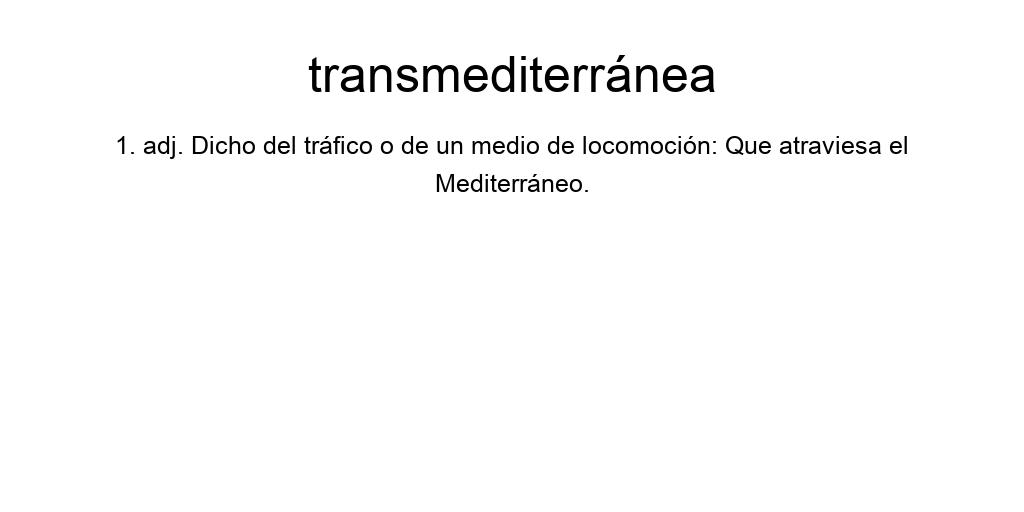 transmediterránea
1. adj. Dicho del tráfico o de un medio de locomoción: Que atraviesa el
Mediterráneo.